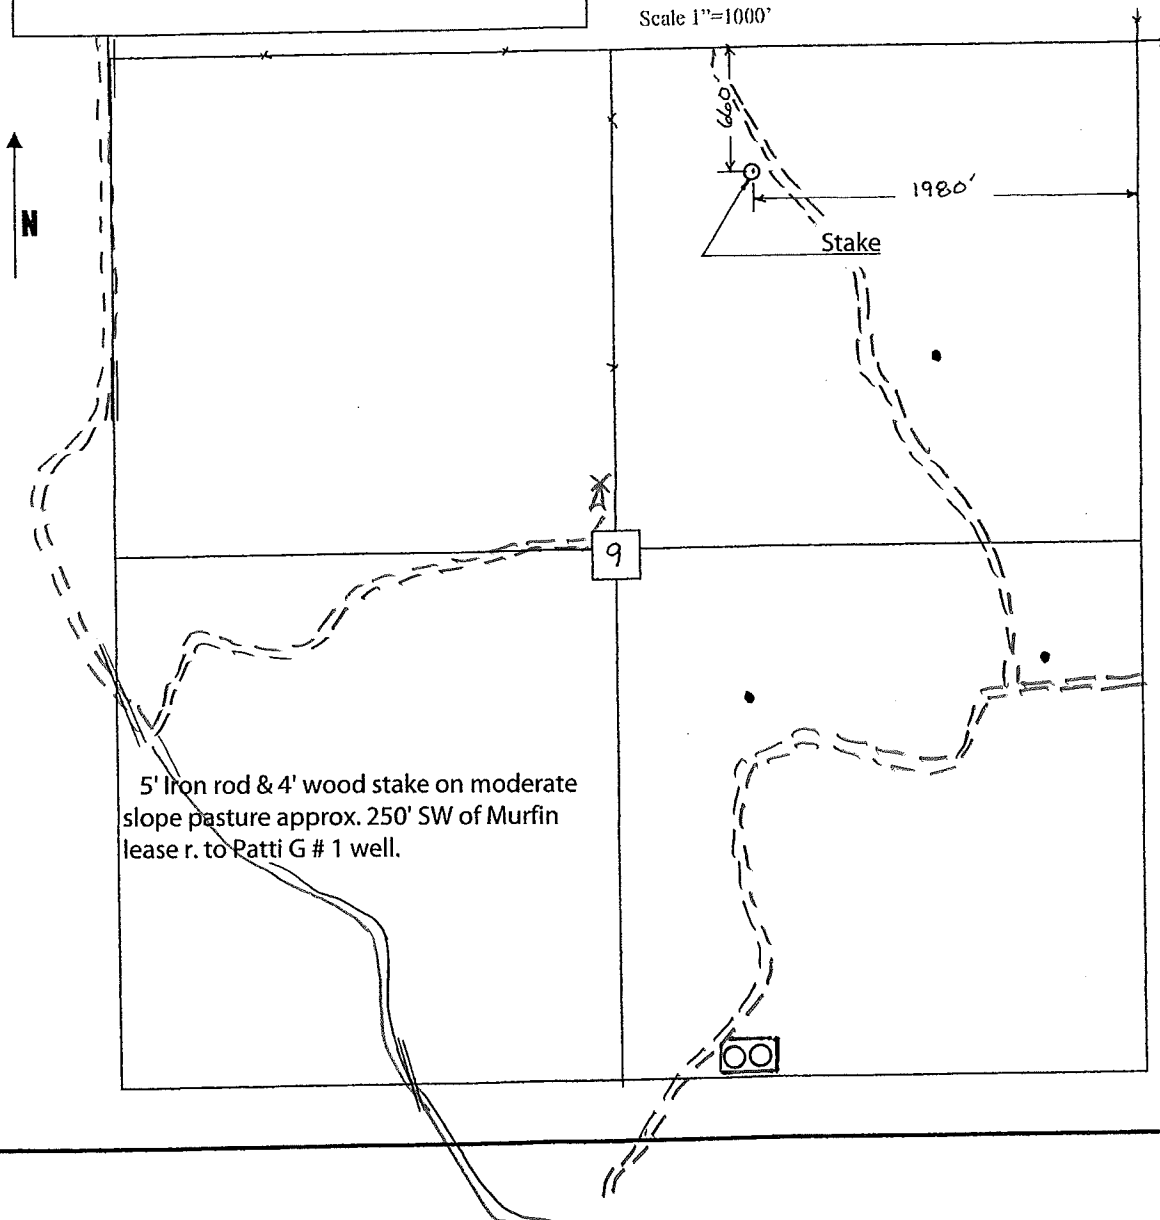 Scale 1"=1000'
660'
1980'
N
Stake
9
5' Iron rod & 4' wood stake on moderate
slope pasture approx. 250' SW of Murfin
lease r. to Patti G # 1 well.